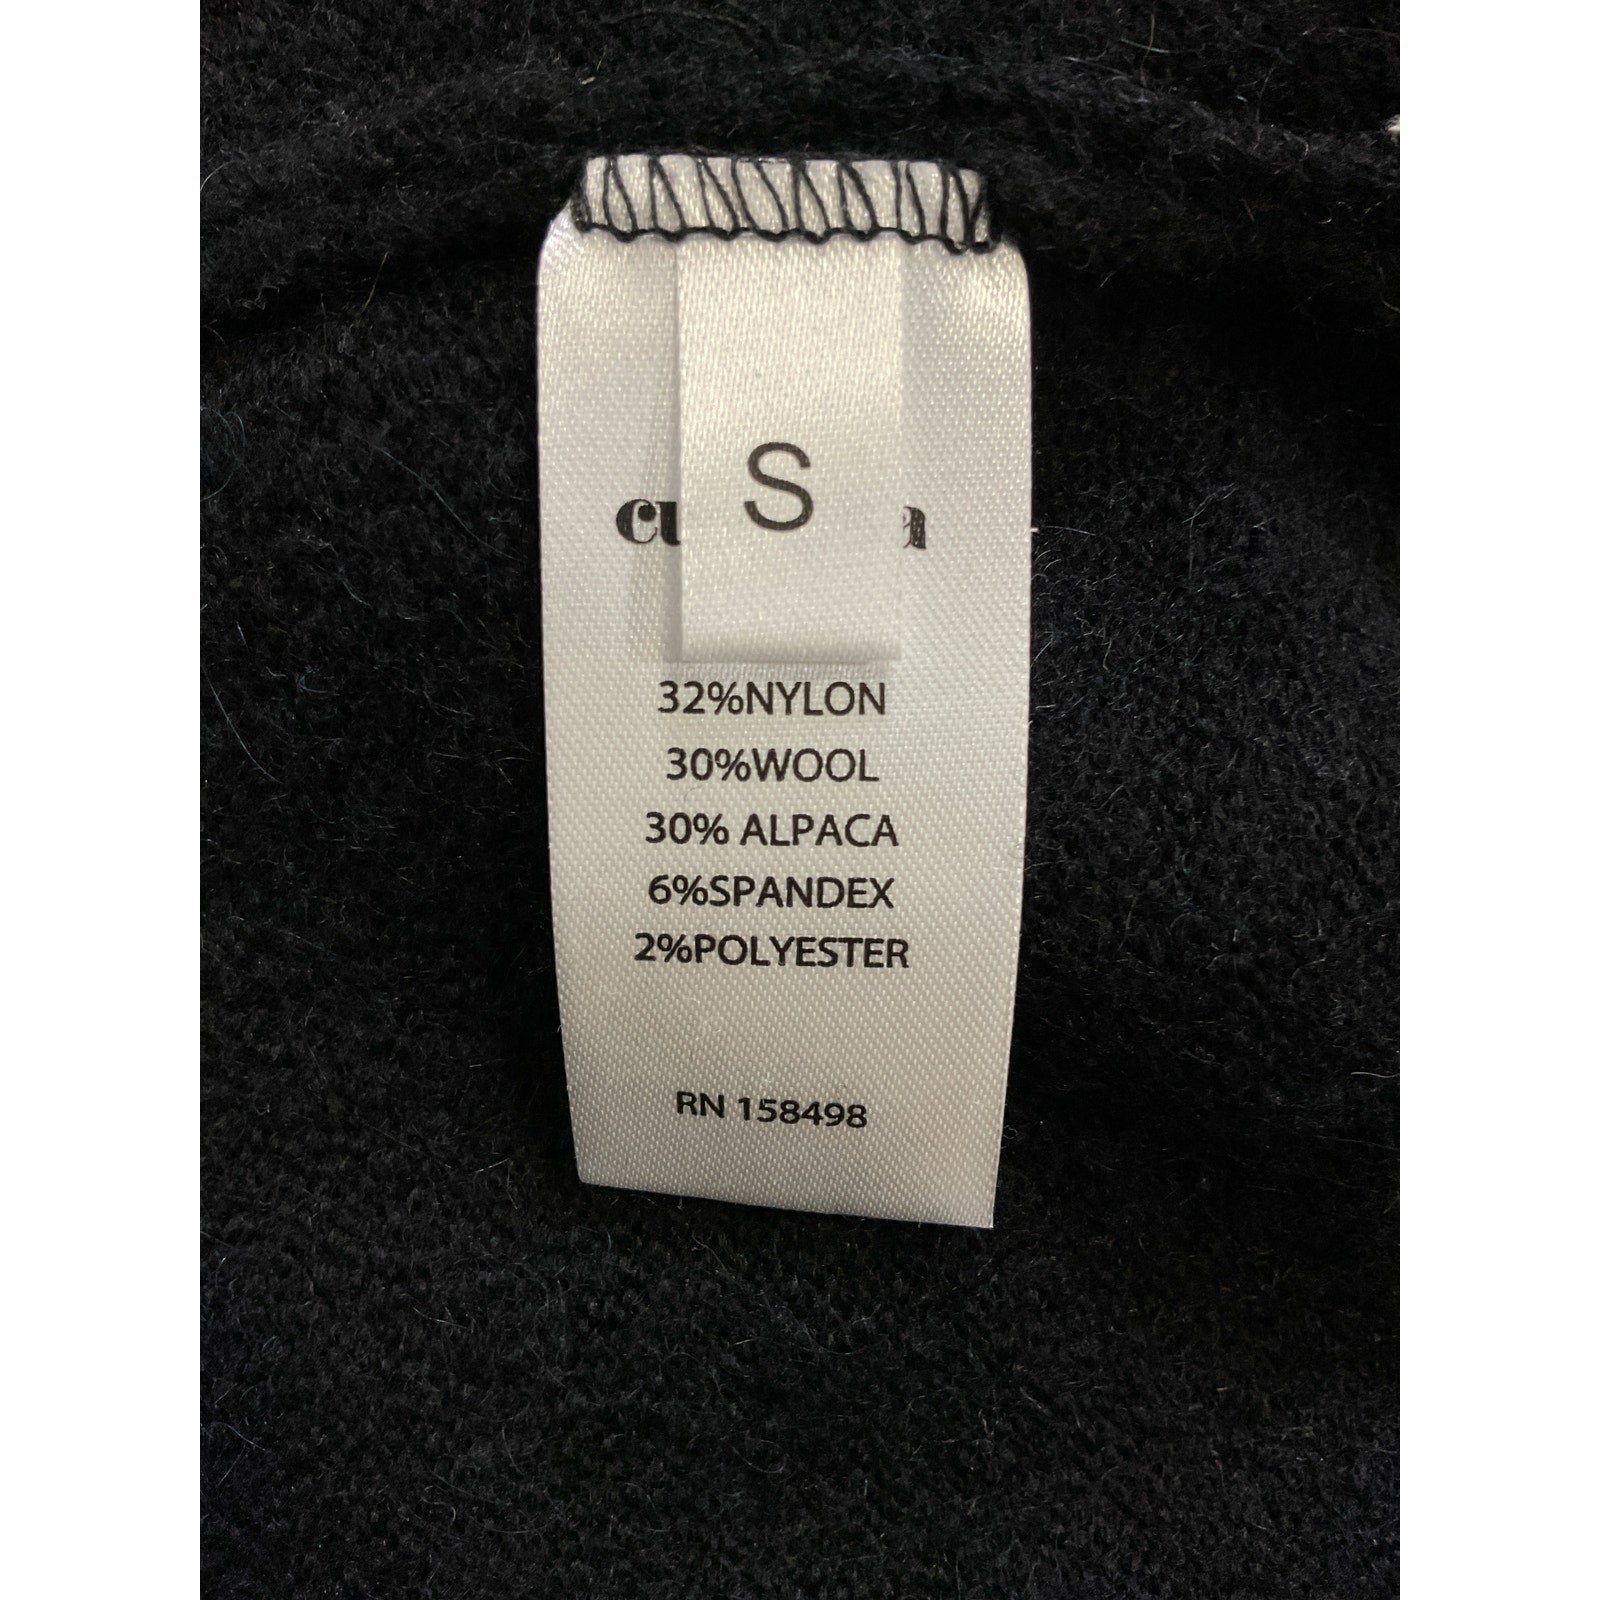 S
32%NYLON
30%WOOL
30% ALPACA
6%SPANDEX
2%POLYESTER
RN 158498